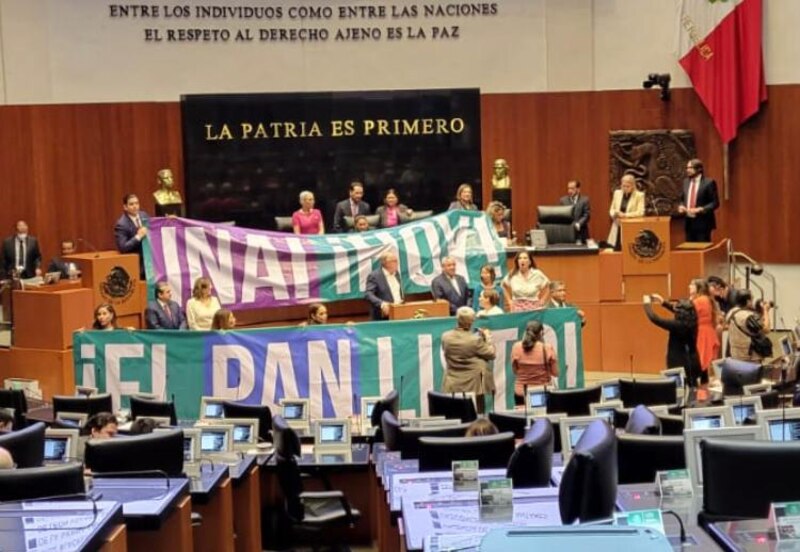 ENTRE LOS INDIVIDUOS COMO ENTRE LAS NACIONES
EL RESPETO AL DERECHO AJENO ES LA PAZ
LA PATRIA ES PRIMERO
INAI ¡HOY!
¡EL PAN LISTO!